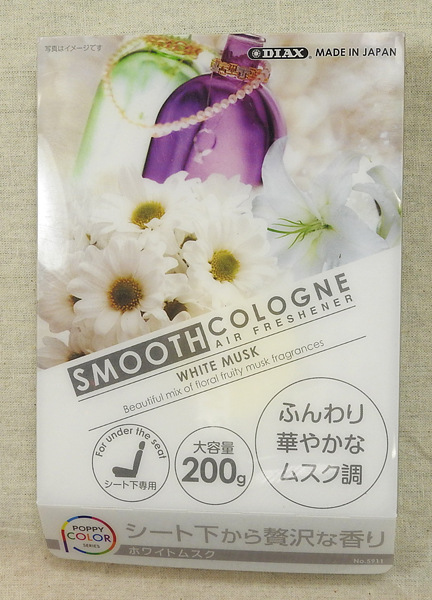 写真はイメージです
DIAX® MADE IN JAPAN
SMOOTH COLOGNE
AIR FRESHENER
WHITE MUSK
Beautiful mix of floral fruity musk fragrances
For under the seat
シート下専用
大容量
200g
ふんわり
華やかな
ムスク調
POPPY
COLOR
SERIES
シート下から贅沢な香り
ホワイトムスク